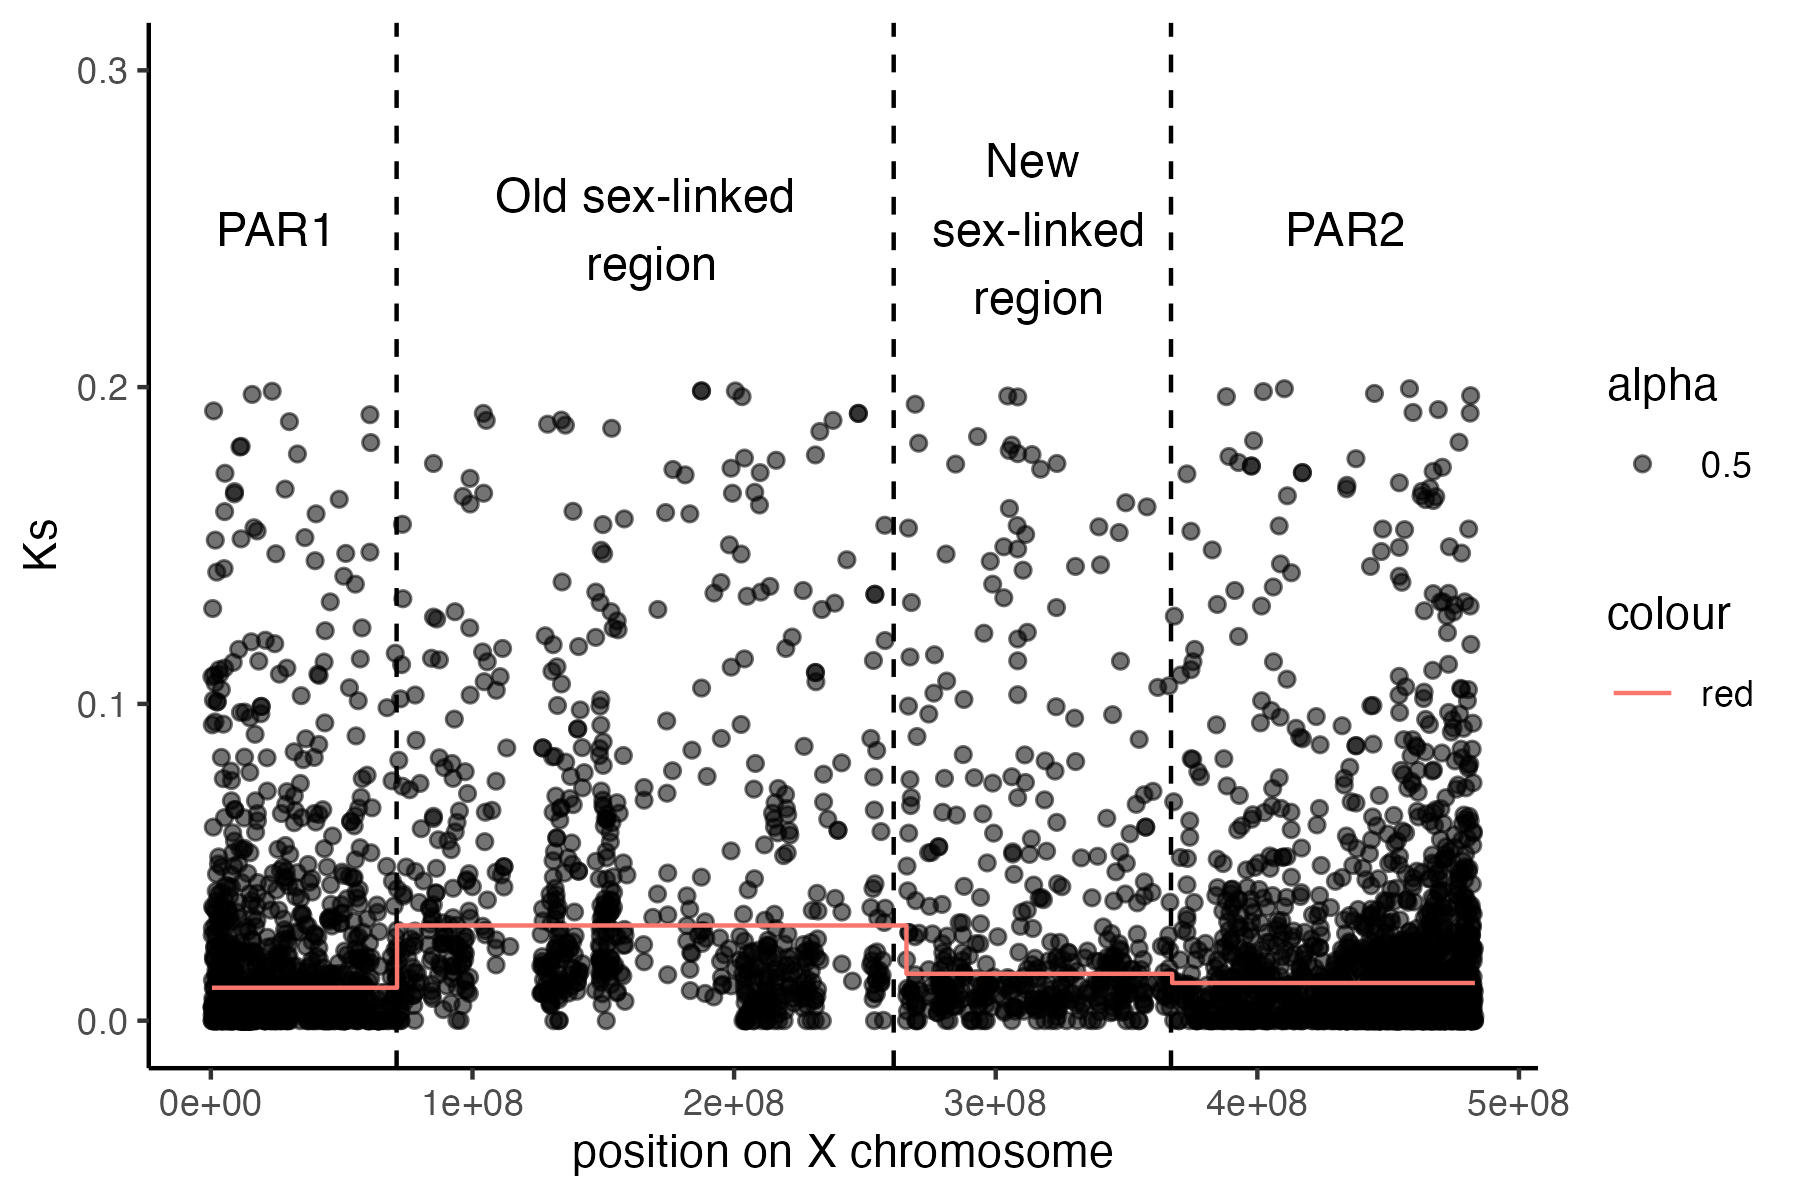 0.3
0.2
0.1
0.0
Ks
PAR1
Old sex-linked
region
New
sex-linked
region
PAR2
0e+00
1e+08
2e+08
3e+08
4e+08
5e+08
position on X chromosome
alpha
0.5
colour
red